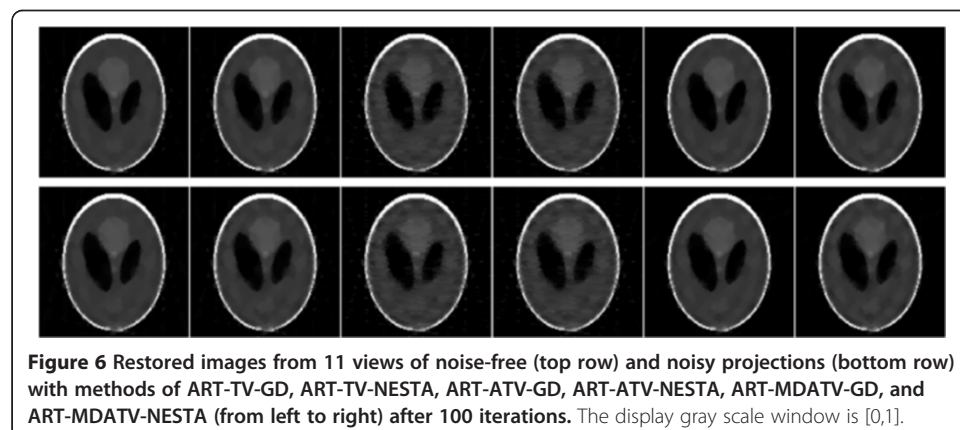 Figure 6 Restored images from 11 views of noise-free (top row) and noisy projections (bottom row)
with methods of ART-TV-GD, ART-TV-NESTA, ART-ATV-GD, ART-ATV-NESTA, ART-MDATV-GD, and
ART-MDATV-NESTA (from left to right) after 100 iterations. The display gray scale window is [0,1].